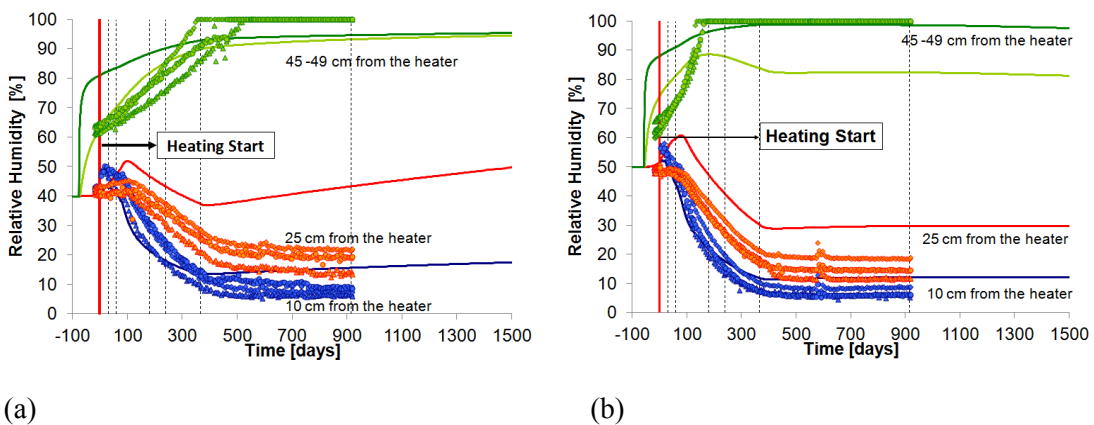 100
90
80
70
60
50
40
30
20
10
0
Relative Humidity [%]
45 -49 cm from the heater
Heating Start
25 cm from the heater
10 cm from the heater
-100 100 300 500 700 900 1100 1300 1500
Time [days]
(a)
100
90
80
70
60
50
40
30
20
10
0
Relative Humidity [%]
45 -49 cm from the heater
Heating Start
25 cm from the heater
10 cm from the heater
-100 100 300 500 700 900 1100 1300 1500
Time [days]
(b)